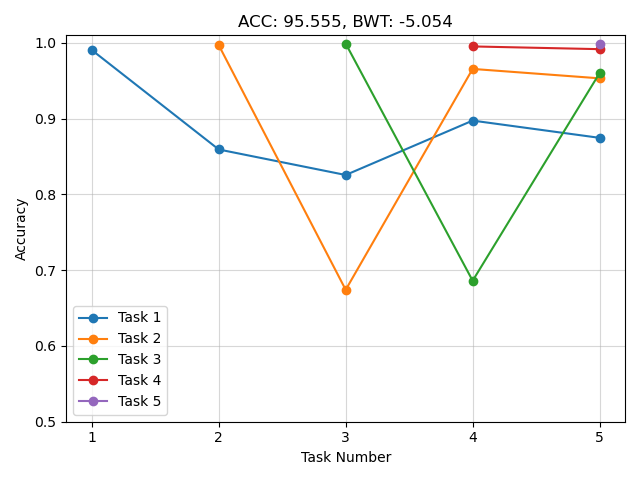 ACC: 95.555, BWT: -5.054
1.0
0.9
0.8
0.7
0.6
0.5
Accuracy
Task 1
Task 2
Task 3
Task 4
Task 5
1 2 3 4 5
Task Number